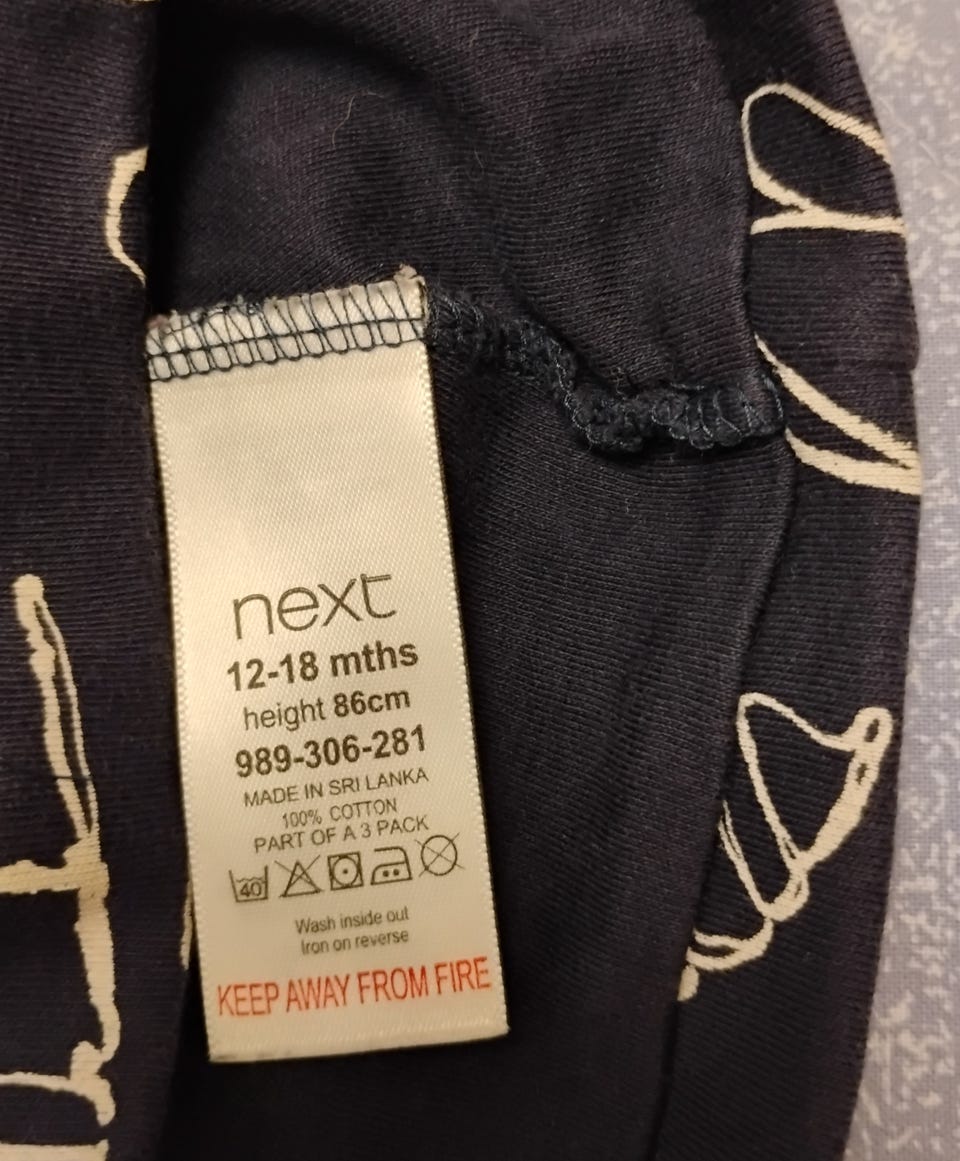 next
12-18 mths
height 86cm
989-306-281
MADE IN SRI LANKA
100% COTTON
PART OF A 3 PACK
40
Wash inside out
Iron on reverse
KEEP AWAY FROM FIRE